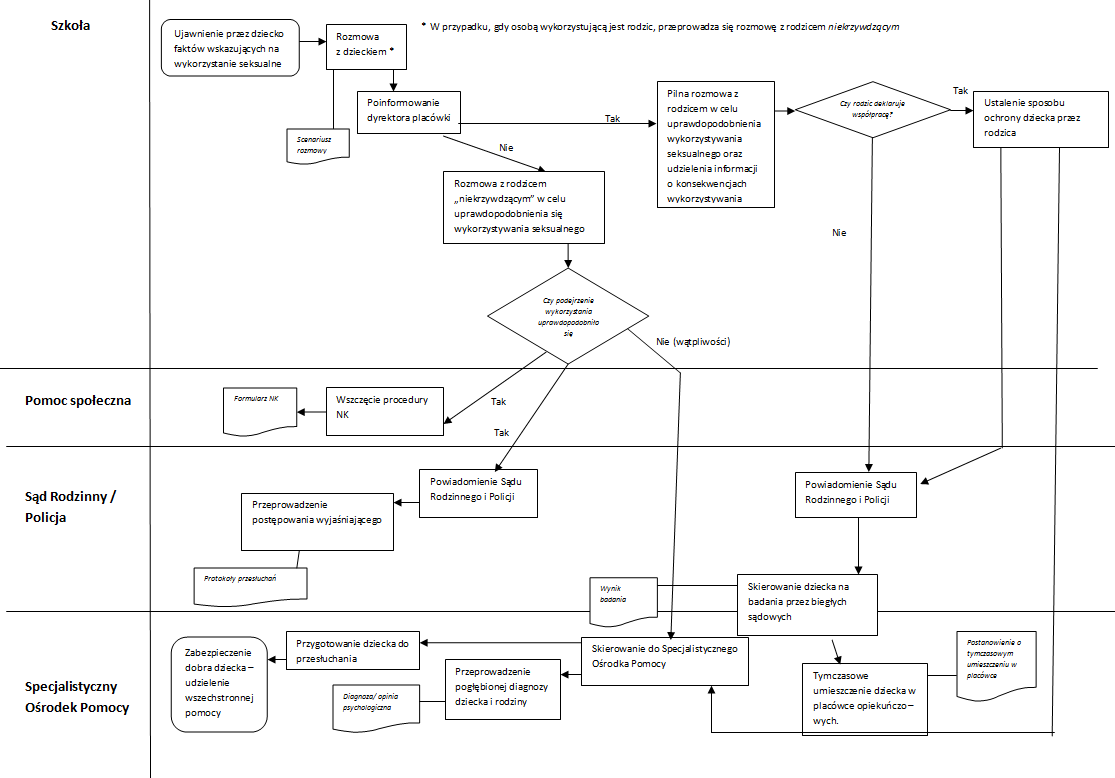 Szkoła
Ujawnienie przez dziecko
faktów wskazujących na
wykorzystanie seksualne
Rozmowa
z dzieckiem *
* W przypadku, gdy osobą wykorzystującą jest rodzic, przeprowadza się rozmowę z rodzicem niekrzywdzącym
Poinformowanie
dyrektora placówki
Scenariusz
rozmowy
Tak
Nie
Pilna rozmowa z
rodzicem w celu
uprawdopodobnienia
wykorzystywania
seksualnego oraz
udzielenia informacji
o konsekwencjach
wykorzystywania
Czy rodzic deklaruje
współpracę?
Tak
Ustalenie sposobu
ochrony dziecka przez
rodzica
Rozmowa z rodzicem
„niekrzywdzącym” w celu
uprawdopodobnienia się
wykorzystywania seksualnego
Nie
Czy podejrzenie
wykorzystania
uprawdopodobniło
się
Nie (wątpliwości)
Pomoc społeczna
Formularz NK
Wszczęcie procedury
NK
Tak
Tak
Sąd Rodzinny /
Policja
Powiadomienie Sądu
Rodzinnego i Policji
Przeprowadzenie
postępowania wyjaśniającego
Protokoły przesłuchań
Powiadomienie Sądu
Rodzinnego i Policji
Wynik
badania
Skierowanie dziecka na
badania przez biegłych
sądowych
Specjalistyczny
Ośrodek Pomocy
Zabezpieczenie
dobra dziecka –
udzielenie
wszechstronnej
pomocy
Przygotowanie dziecka do
przesłuchania
Skierowanie do Specjalistycznego
Ośrodka Pomocy
Przeprowadzenie
pogłębionej diagnozy
dziecka i rodziny
Diagnoza/ opinia
psychologiczna
Tymczasowe
umieszczenie dziecka w
placówce opiekuńczo –
wych.
Postanowienie o
tymczasowym
umieszczeniu w
placówce